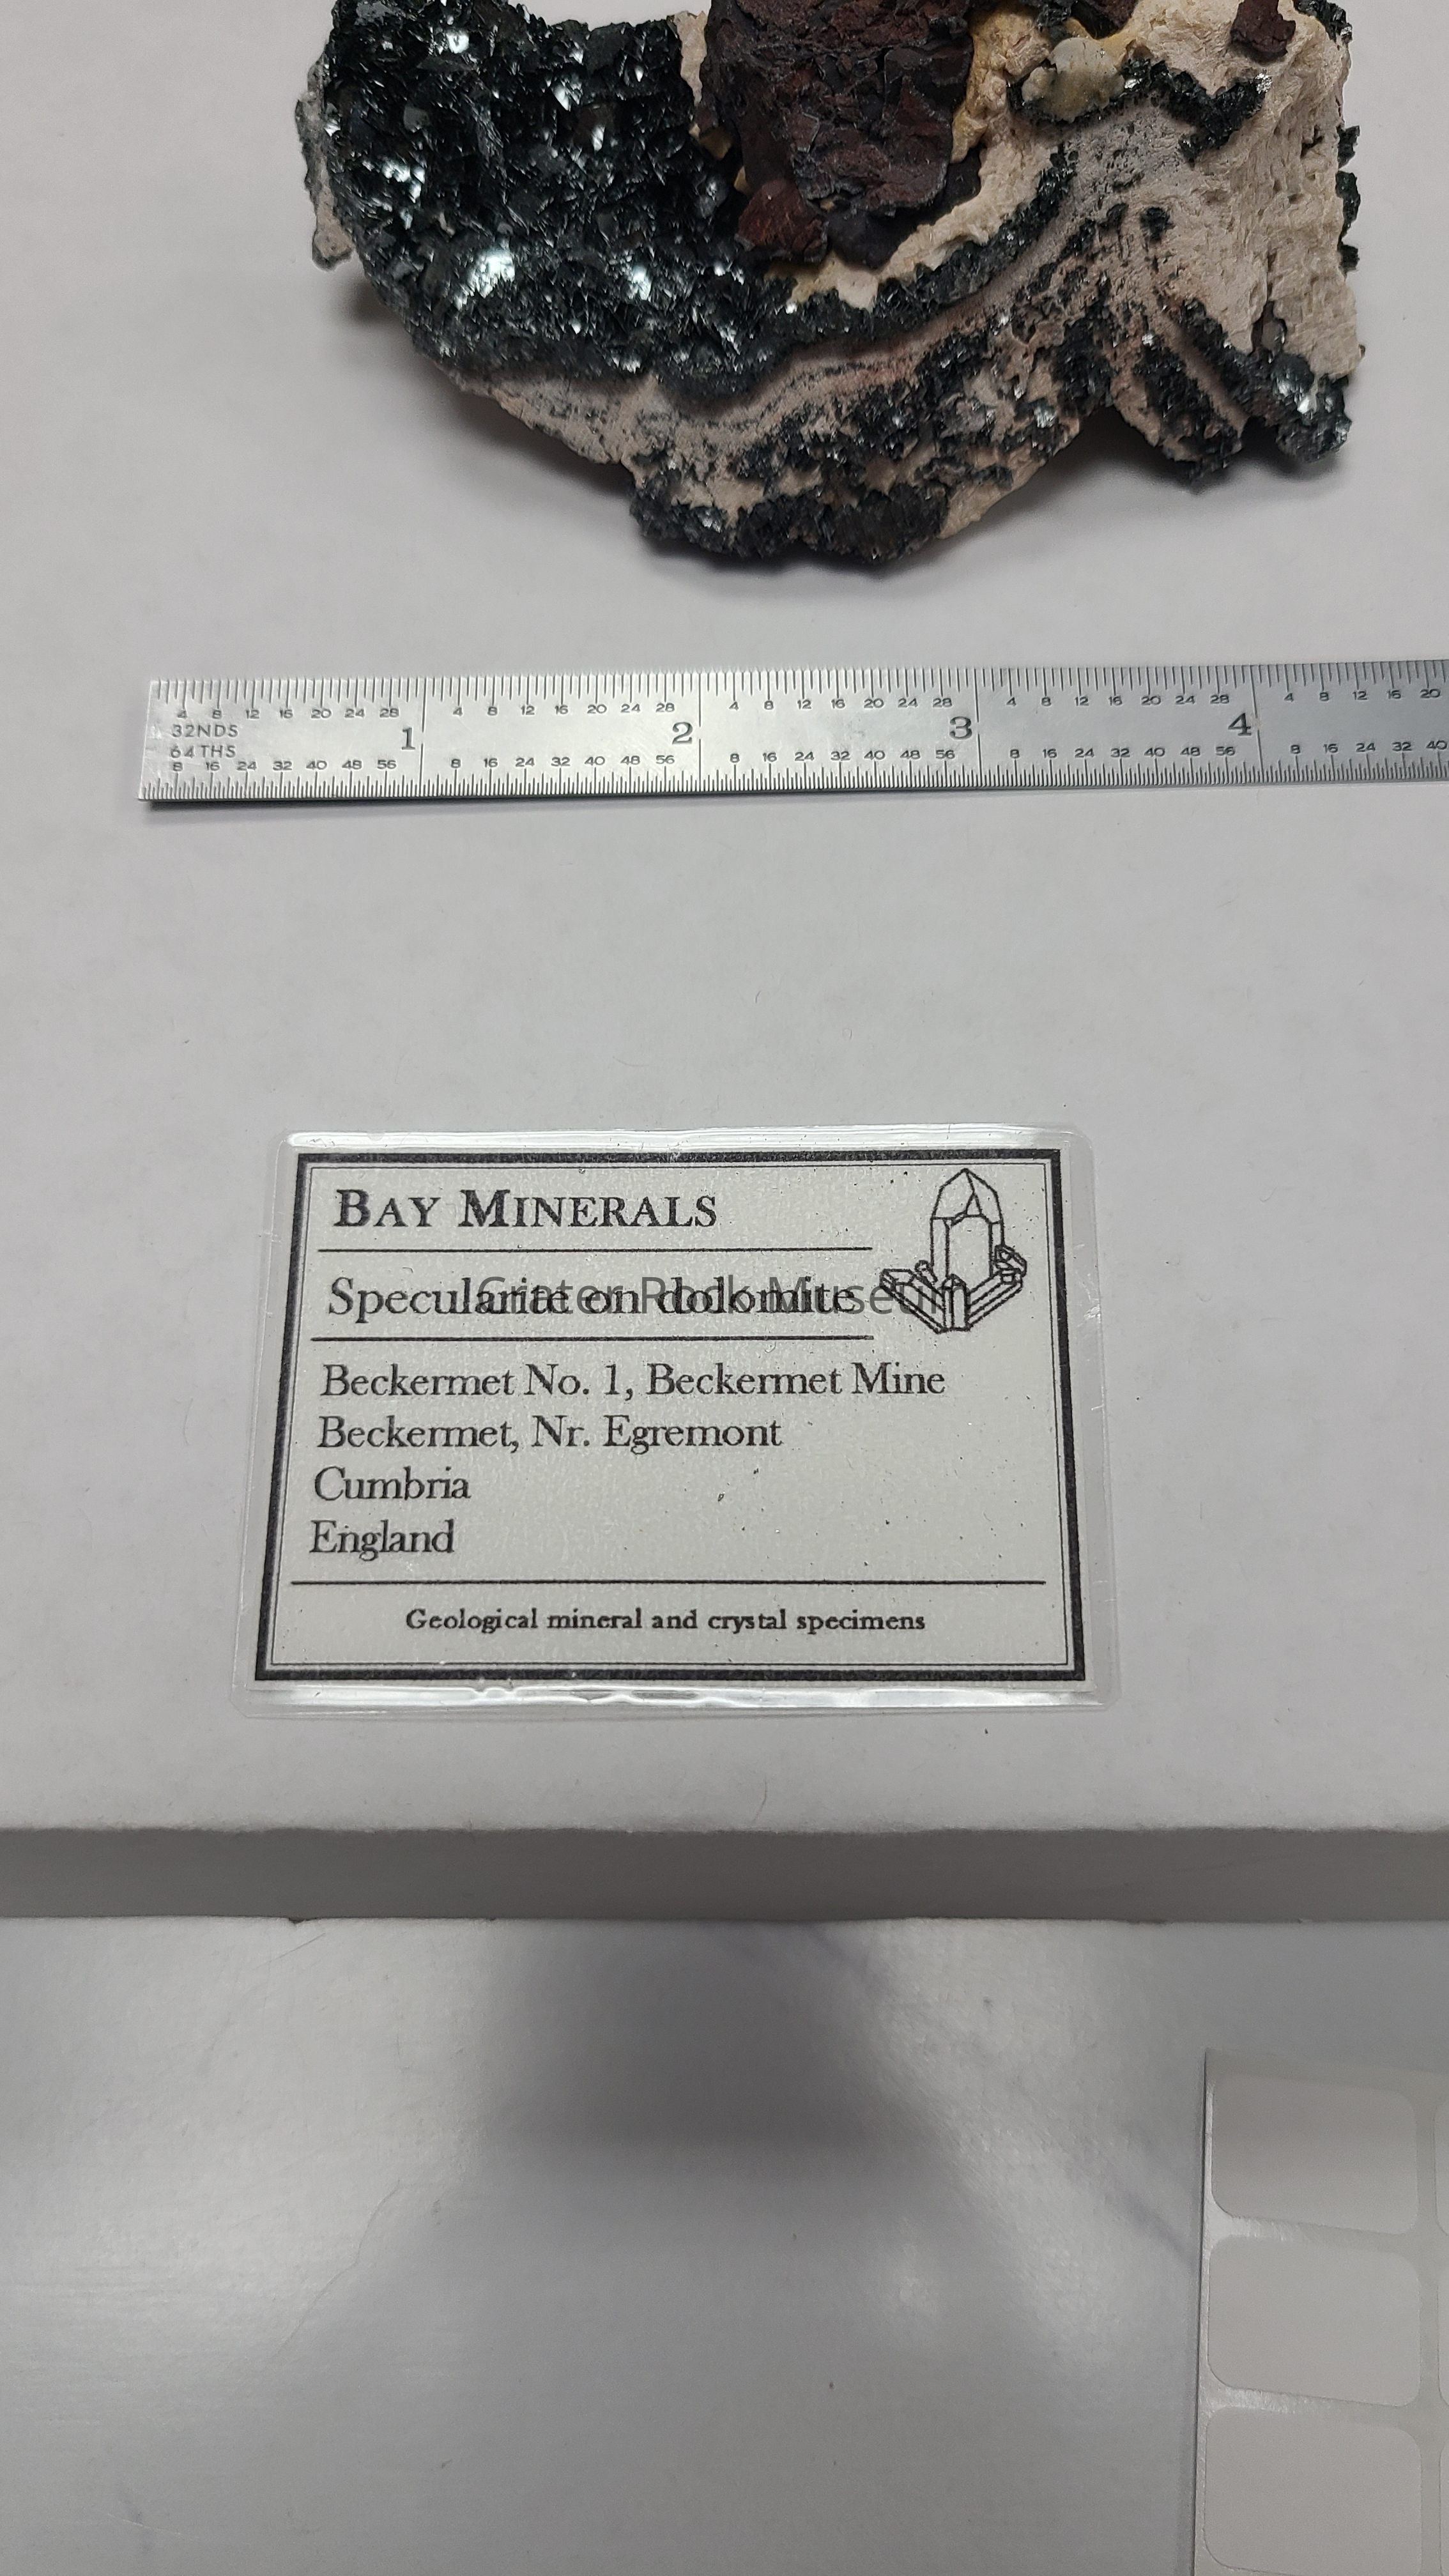 4 8 12 16 20 24 28 4 8 12 16 20 24 28 4 8 12 16 20 24 28 4 8 12 16 20 24 28 4 8 12 16 20
32NDS
1 2 3 4
64THS
8 16 24 32 40 48 56 8 16 24 32 40 48 56 8 16 24 32 40 48 56 8 16 24 32 40 48 56 8 16 24 32 40
BAY MINERALS
Specularite on dolomite
Crater Rock Museum
Beckermet No. 1, Beckermet Mine
Beckermet, Nr. Egremont
Cumbria
England
Geological mineral and crystal specimens